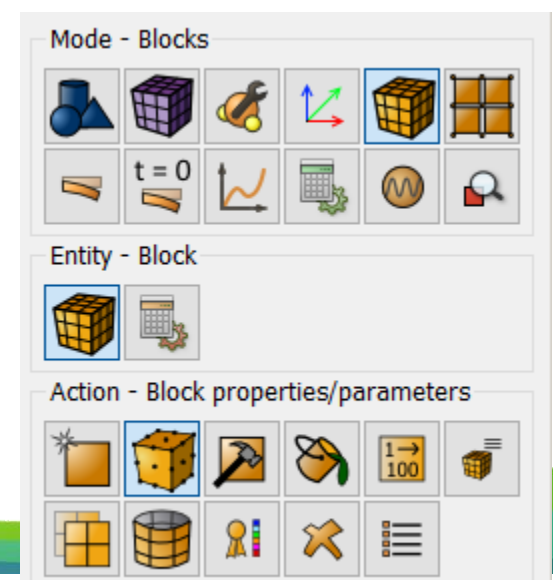 Mode - Blocks
t = 0
Entity - Block
Action - Block properties/parameters
1→
100